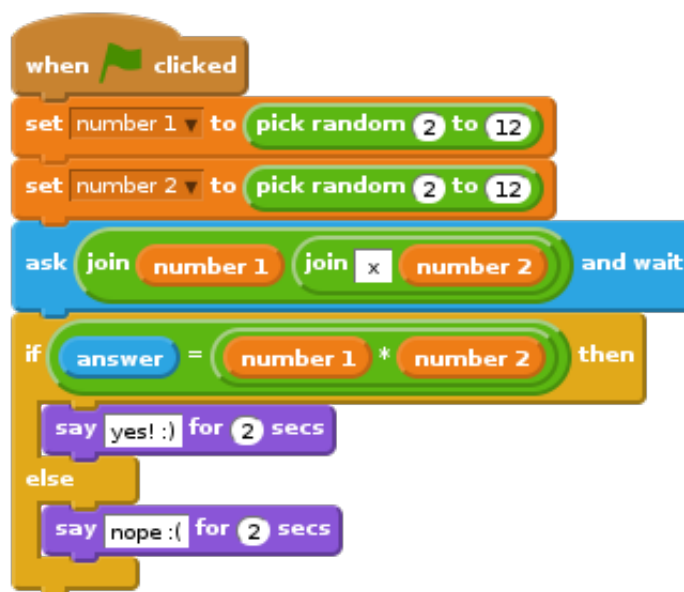 when clicked
set number 1 to pick random 2 to 12
set number 2 to pick random 2 to 12
ask join number 1 join x number 2 and wait
if answer = number 1 * number 2 then
say yes! :) for 2 secs
else
say nope :( for 2 secs